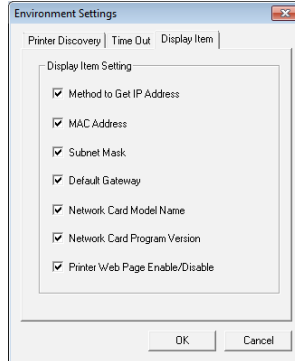 Environment Settings
Printer Discovery Time Out Display Item
Display Item Setting
Method to Get IP Address
MAC Address
Subnet Mask
Default Gateway
Network Card Model Name
Network Card Program Version
Printer Web Page Enable/Disable
OK Cancel